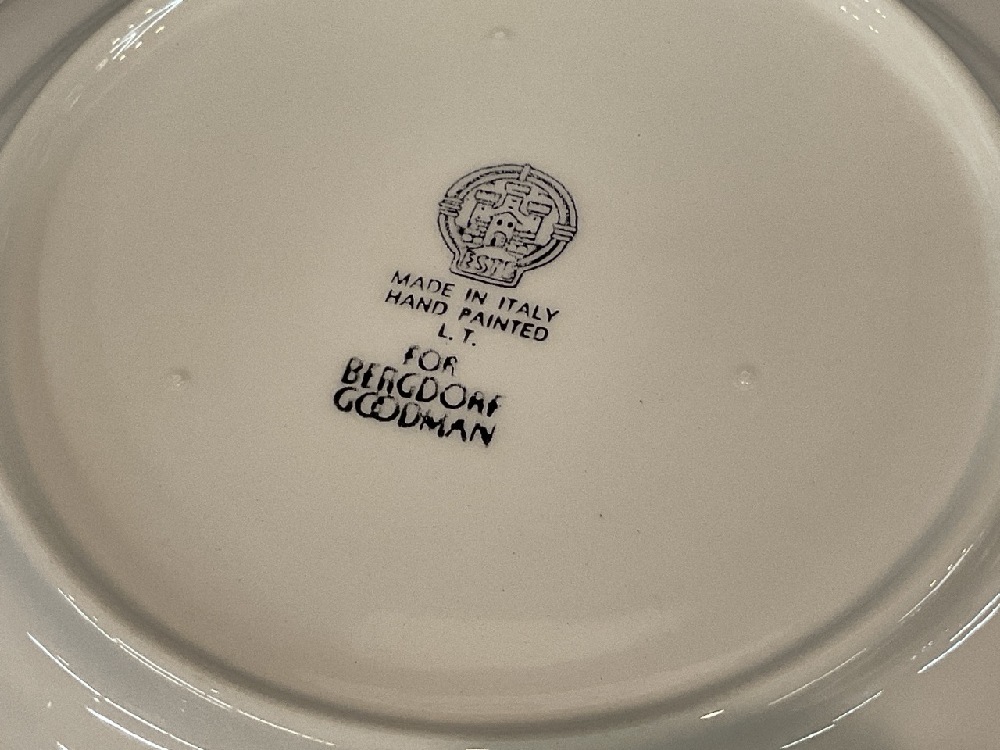 ESTE
MADE IN ITALY
HAND PAINTED
L. T.
FOR
BERGDORF
GOODMAN